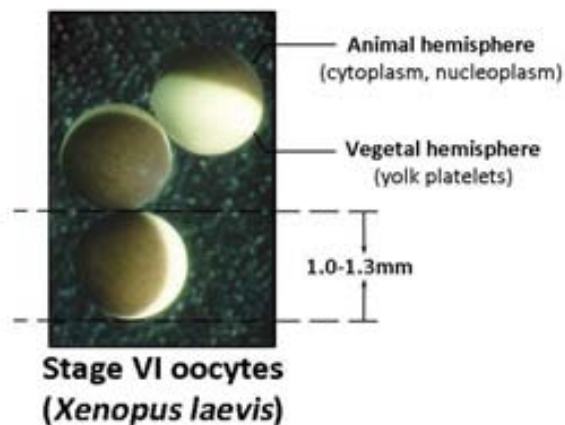 Animal hemisphere
(cytoplasm, nucleoplasm)
Vegetal hemisphere
(yolk platelets)
1.0-1.3mm
Stage VI oocytes
(Xenopus laevis)